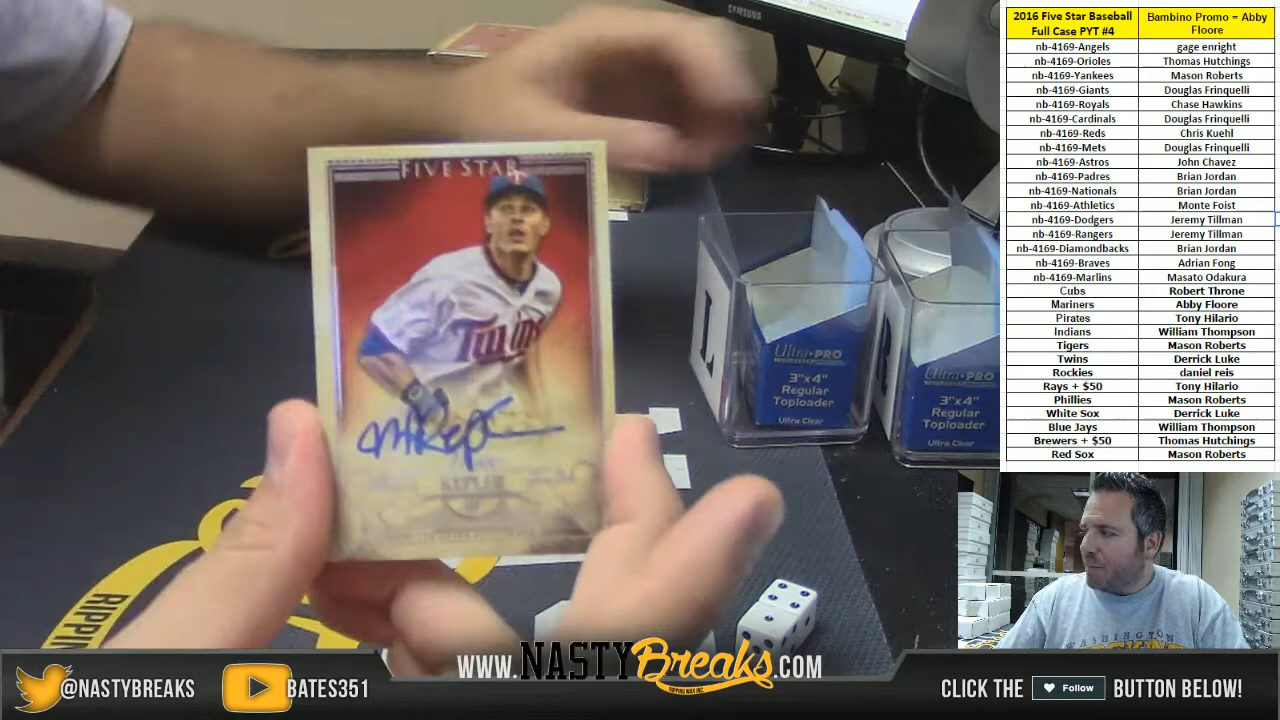 SAMSUNG
FIVE STAR
T
Twins
KEPLER
L
Ultra•PRO
3"x4"
Regular
Toploader
Ultra Clear
Ultra•PRO
3"x4"
Regular
Toploader
Ultra Clear
RIPPIN
2016 Five Star Baseball Full Case PYT #4 Bambino Promo = Abby Floore
nb-4169-Angels gage enright
nb-4169-Orioles Thomas Hutchings
nb-4169-Yankees Mason Roberts
nb-4169-Giants Douglas Frinquelli
nb-4169-Royals Chase Hawkins
nb-4169-Cardinals Douglas Frinquelli
nb-4169-Reds Chris Kuehl
nb-4169-Mets Douglas Frinquelli
nb-4169-Astros John Chavez
nb-4169-Padres Brian Jordan
nb-4169-Nationals Brian Jordan
nb-4169-Athletics Monte Foist
nb-4169-Dodgers Jeremy Tillman
nb-4169-Rangers Jeremy Tillman
nb-4169-Diamondbacks Brian Jordan
nb-4169-Braves Adrian Fong
nb-4169-Marlins Masato Odakura
Cubs Robert Throne
Mariners Abby Floore
Pirates Tony Hilario
Indians William Thompson
Tigers Mason Roberts
Twins Derrick Luke
Rockies daniel reis
Rays + $50 Tony Hilario
Phillies Mason Roberts
White Sox Derrick Luke
Blue Jays William Thompson
Brewers + $50 Thomas Hutchings
Red Sox Mason Roberts
WASHINGTON
@NASTYBREAKS
BATES351
WWW.NASTYBreaks.COM
RIPPING WAX INC.
CLICK THE Follow BUTTON BELOW!